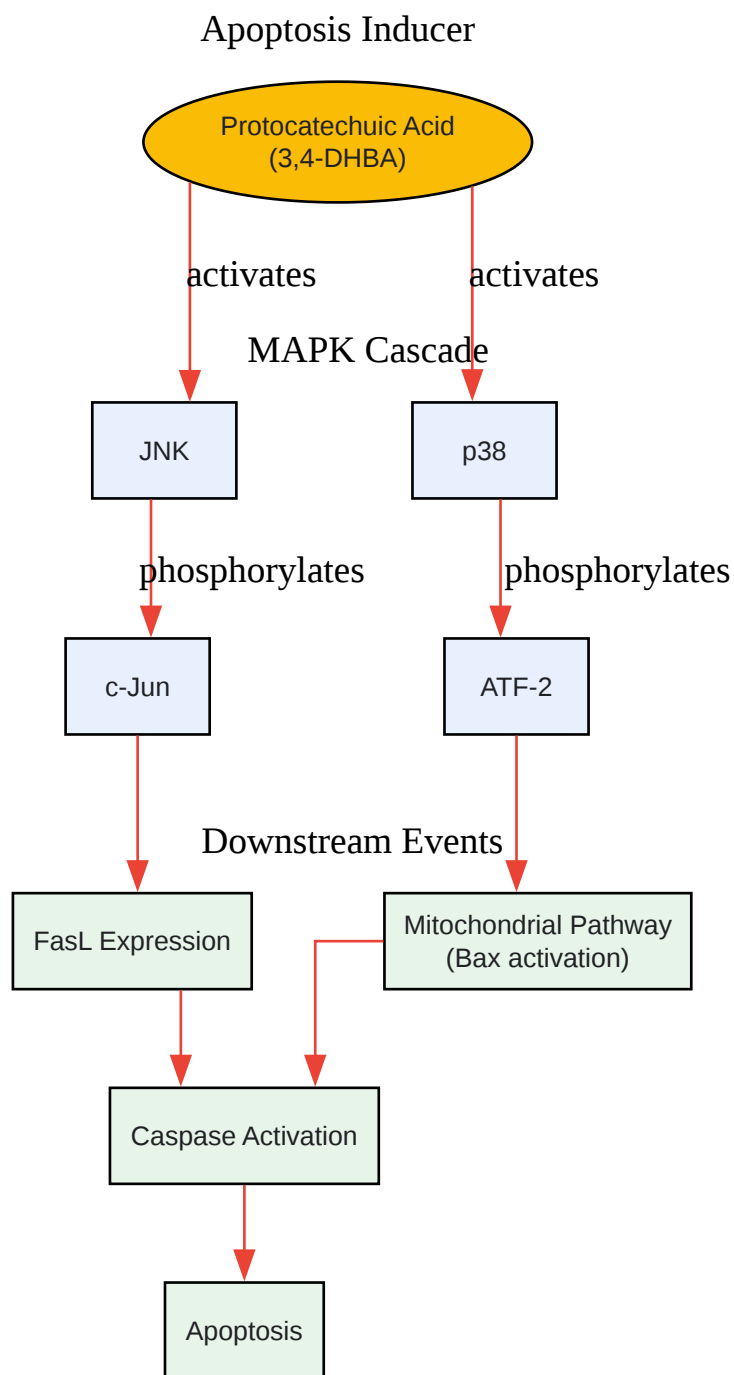 Apoptosis Inducer
Protocatechuic Acid
(3,4-DHBA)
activates
activates
MAPK Cascade
JNK
p38
phosphorylates
phosphorylates
c-Jun
ATF-2
Downstream Events
FasL Expression
Mitochondrial Pathway
(Bax activation)
Caspase Activation
Apoptosis